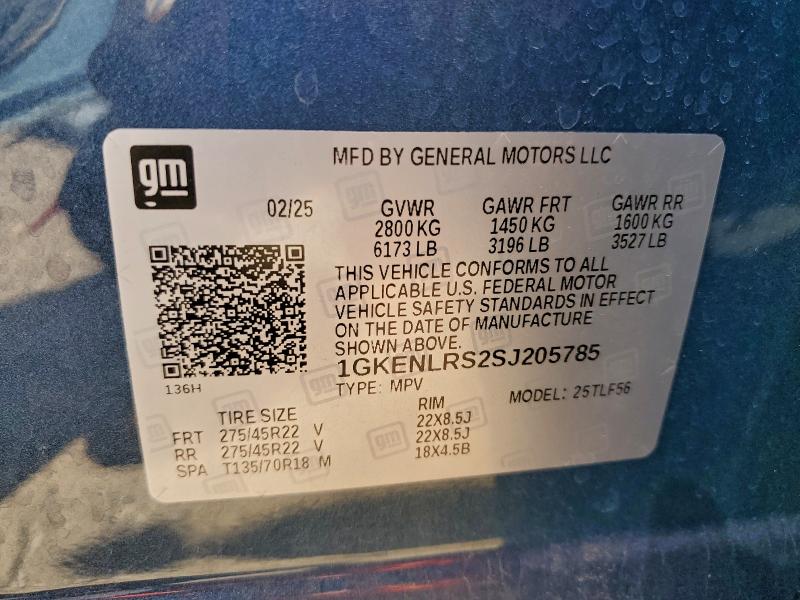 gm
MFD BY GENERAL MOTORS LLC
02/25 GVWR GAWR FRT GAWR RR
2800 KG 1450 KG 1600 KG
6173 LB 3196 LB 3527 LB
THIS VEHICLE CONFORMS TO ALL
APPLICABLE U.S. FEDERAL MOTOR
VEHICLE SAFETY STANDARDS IN EFFECT
ON THE DATE OF MANUFACTURE
SHOWN ABOVE.
1GKENLRS2SJ205785
136H
TYPE: MPV MODEL: 25TLF56
TIRE SIZE RIM
FRT 275/45R22 V 22X8.5J
RR 275/45R22 V 22X8.5J
SPA T135/70R18 M 18X4.5B